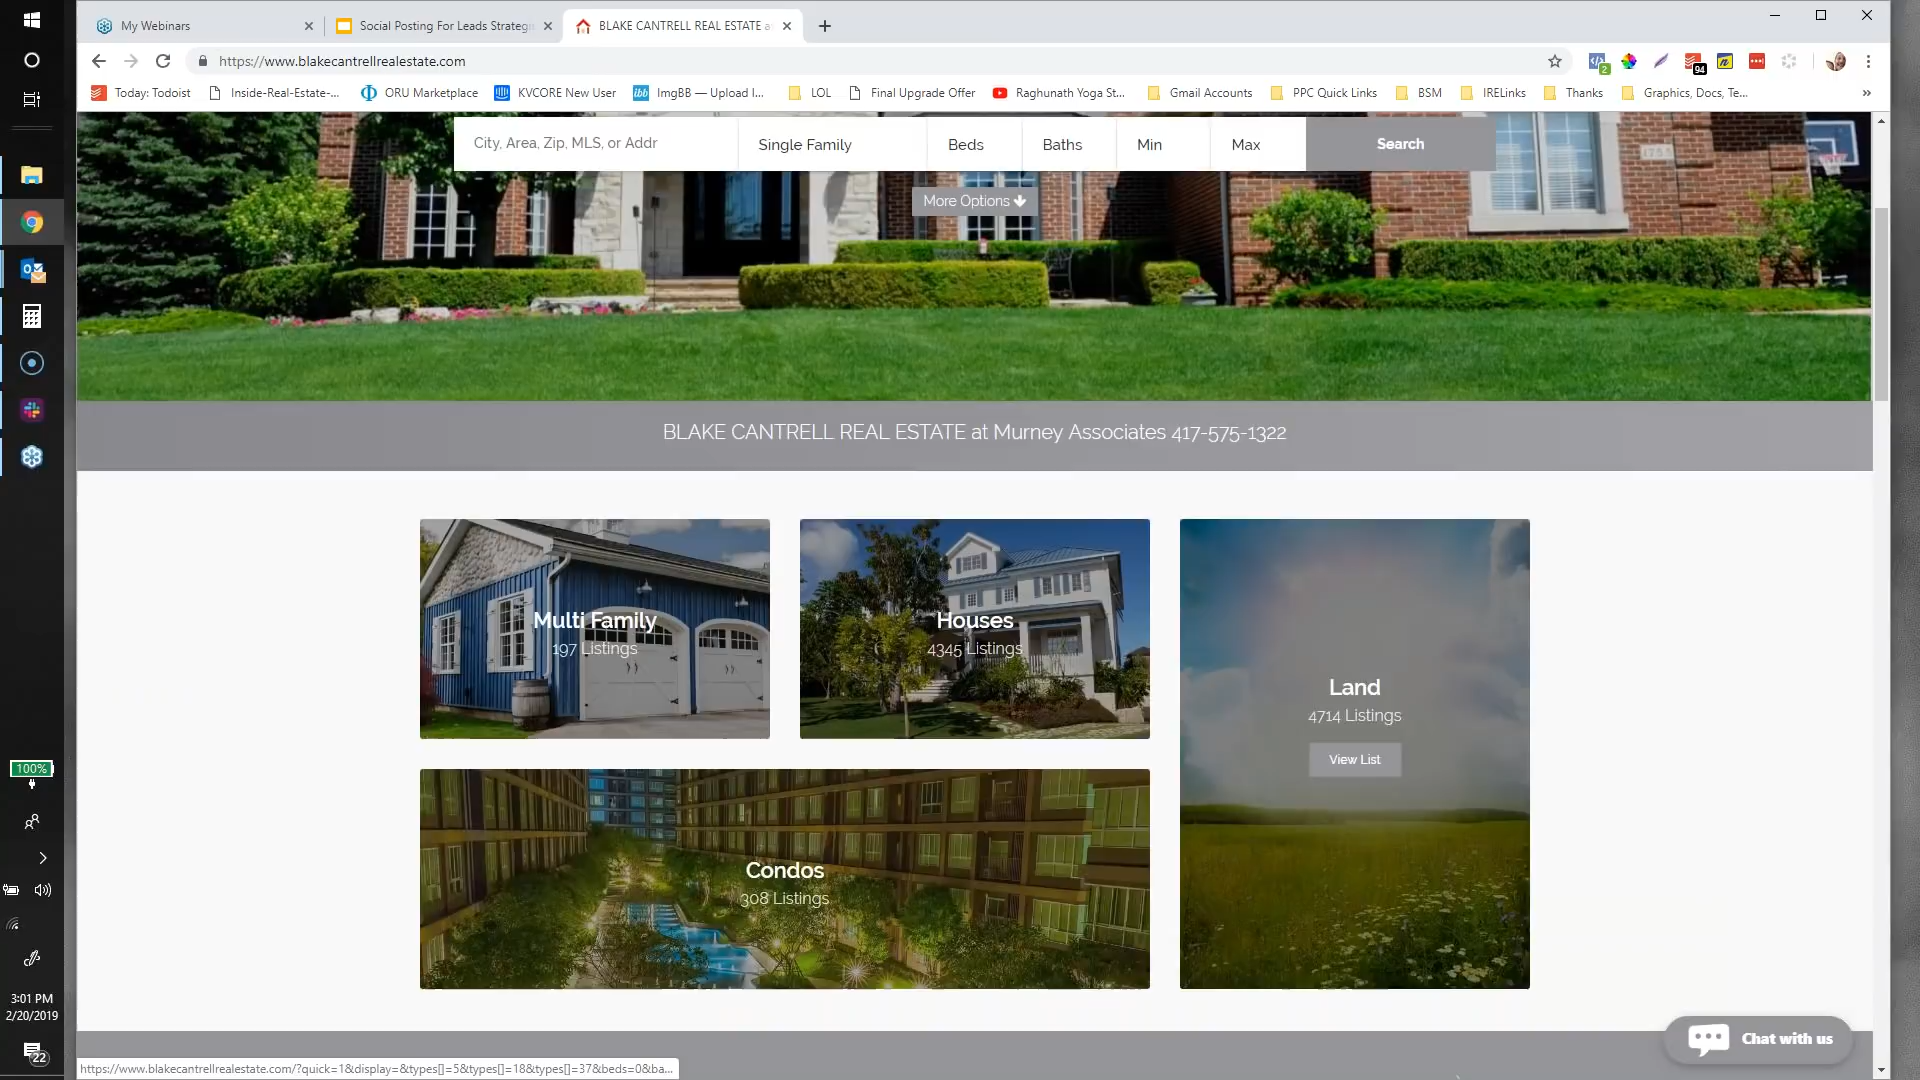 My Webinars
Social Posting For Leads Strateg
BLAKE CANTRELL REAL ESTATE a
https://www.blakecantrellrealestate.com
2
94
Today: Todoist
Inside-Real-Estate-...
ORU Marketplace
KVCORE New User
ibb
ImgBB — Upload I...
LOL
Final Upgrade Offer
Raghunath Yoga St...
Gmail Accounts
PPC Quick Links
BSM
IRELinks
Thanks
Graphics, Docs, Te...
»
City, Area, Zip, MLS, or Addr
Single Family
Beds
Baths
Min
Max
Search
More Options
BLAKE CANTRELL REAL ESTATE at Murney Associates 417-575-1322
Multi Family
197 Listings
Houses
4345 Listings
Land
4714 Listings
View List
Condos
308 Listings
Chat with us
https://www.blakecantrellrealestate.com/?quick=1&display=&types[]=5&types[]=18&types[]=37&beds=0&ba...
100%
3:01 PM
2/20/2019
22